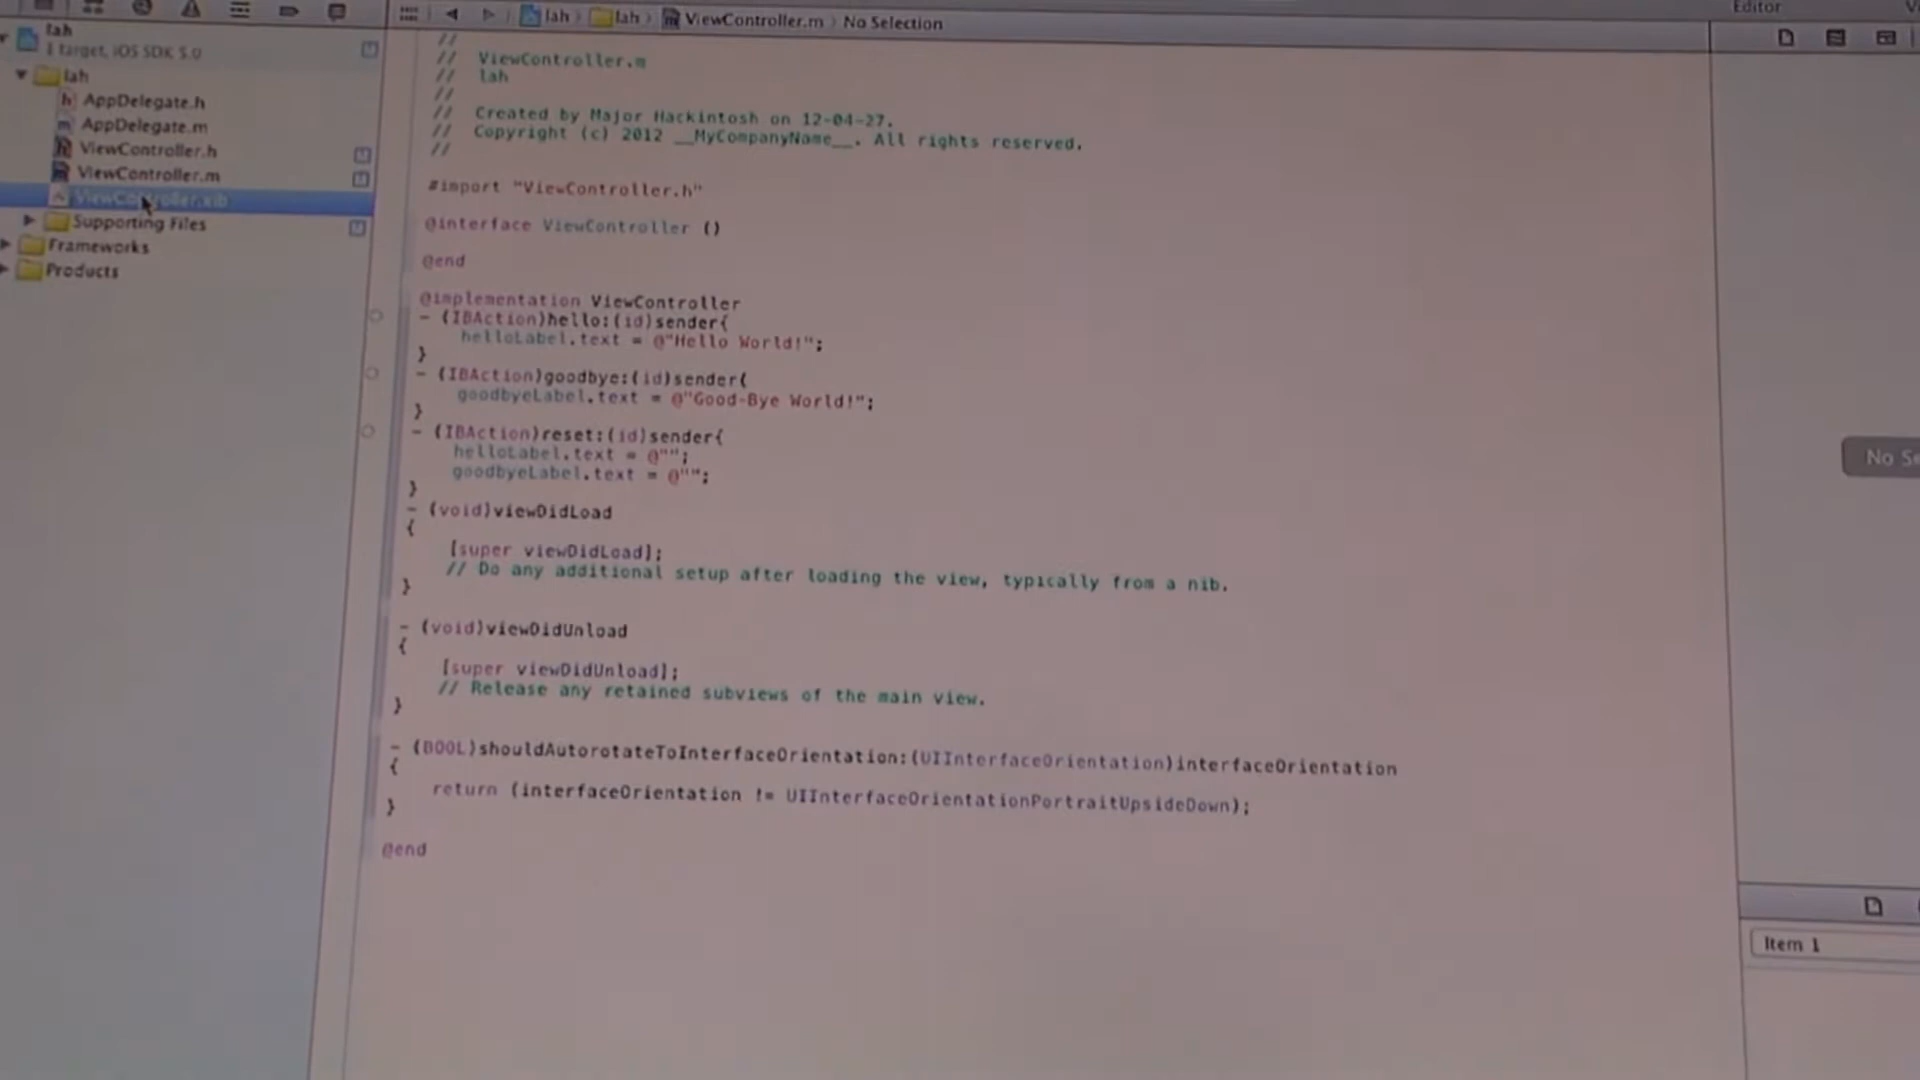 Editor
lah
1 target, iOS SDK 5.0
lah
AppDelegate.h
AppDelegate.m
ViewController.h
ViewController.m
ViewController.xib
Supporting Files
Frameworks
Products
lah › lah › ViewController.m › No Selection
//
//  ViewController.m
//  lah
//
//  Created by Major Hackintosh on 12-04-27.
//  Copyright (c) 2012 __MyCompanyName__. All rights reserved.
//
#import "ViewController.h"
@interface ViewController ()
@end
@implementation ViewController
- (IBAction)hello:(id)sender{
helloLabel.text = @"Hello World!";
}
- (IBAction)goodbye:(id)sender{
goodbyeLabel.text = @"Good-Bye World!";
}
- (IBAction)reset:(id)sender{
helloLabel.text = @"";
goodbyeLabel.text = @"";
}
- (void)viewDidLoad
{
[super viewDidLoad];
// Do any additional setup after loading the view, typically from a nib.
}
- (void)viewDidUnload
{
[super viewDidUnload];
// Release any retained subviews of the main view.
}
- (BOOL)shouldAutorotateToInterfaceOrientation:(UIInterfaceOrientation)interfaceOrientation
{
return (interfaceOrientation != UIInterfaceOrientationPortraitUpsideDown);
}
@end
No Se
Item 1